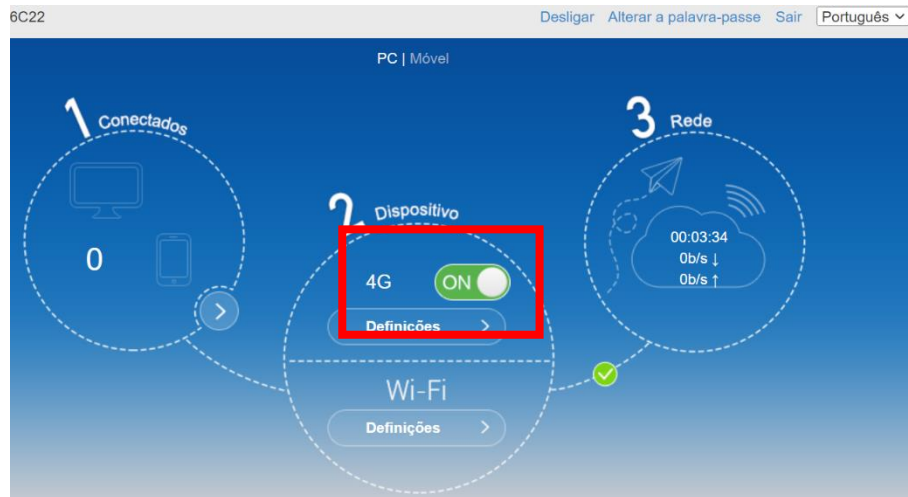 6C22
Desligar Alterar a palavra-passe Sair Português
PC | Móvel
1 Conectados
0
2 Dispositivo
4G ON
Definições
Wi-Fi
Definições
3 Rede
00:03:34
0b/s ↓
0b/s ↑